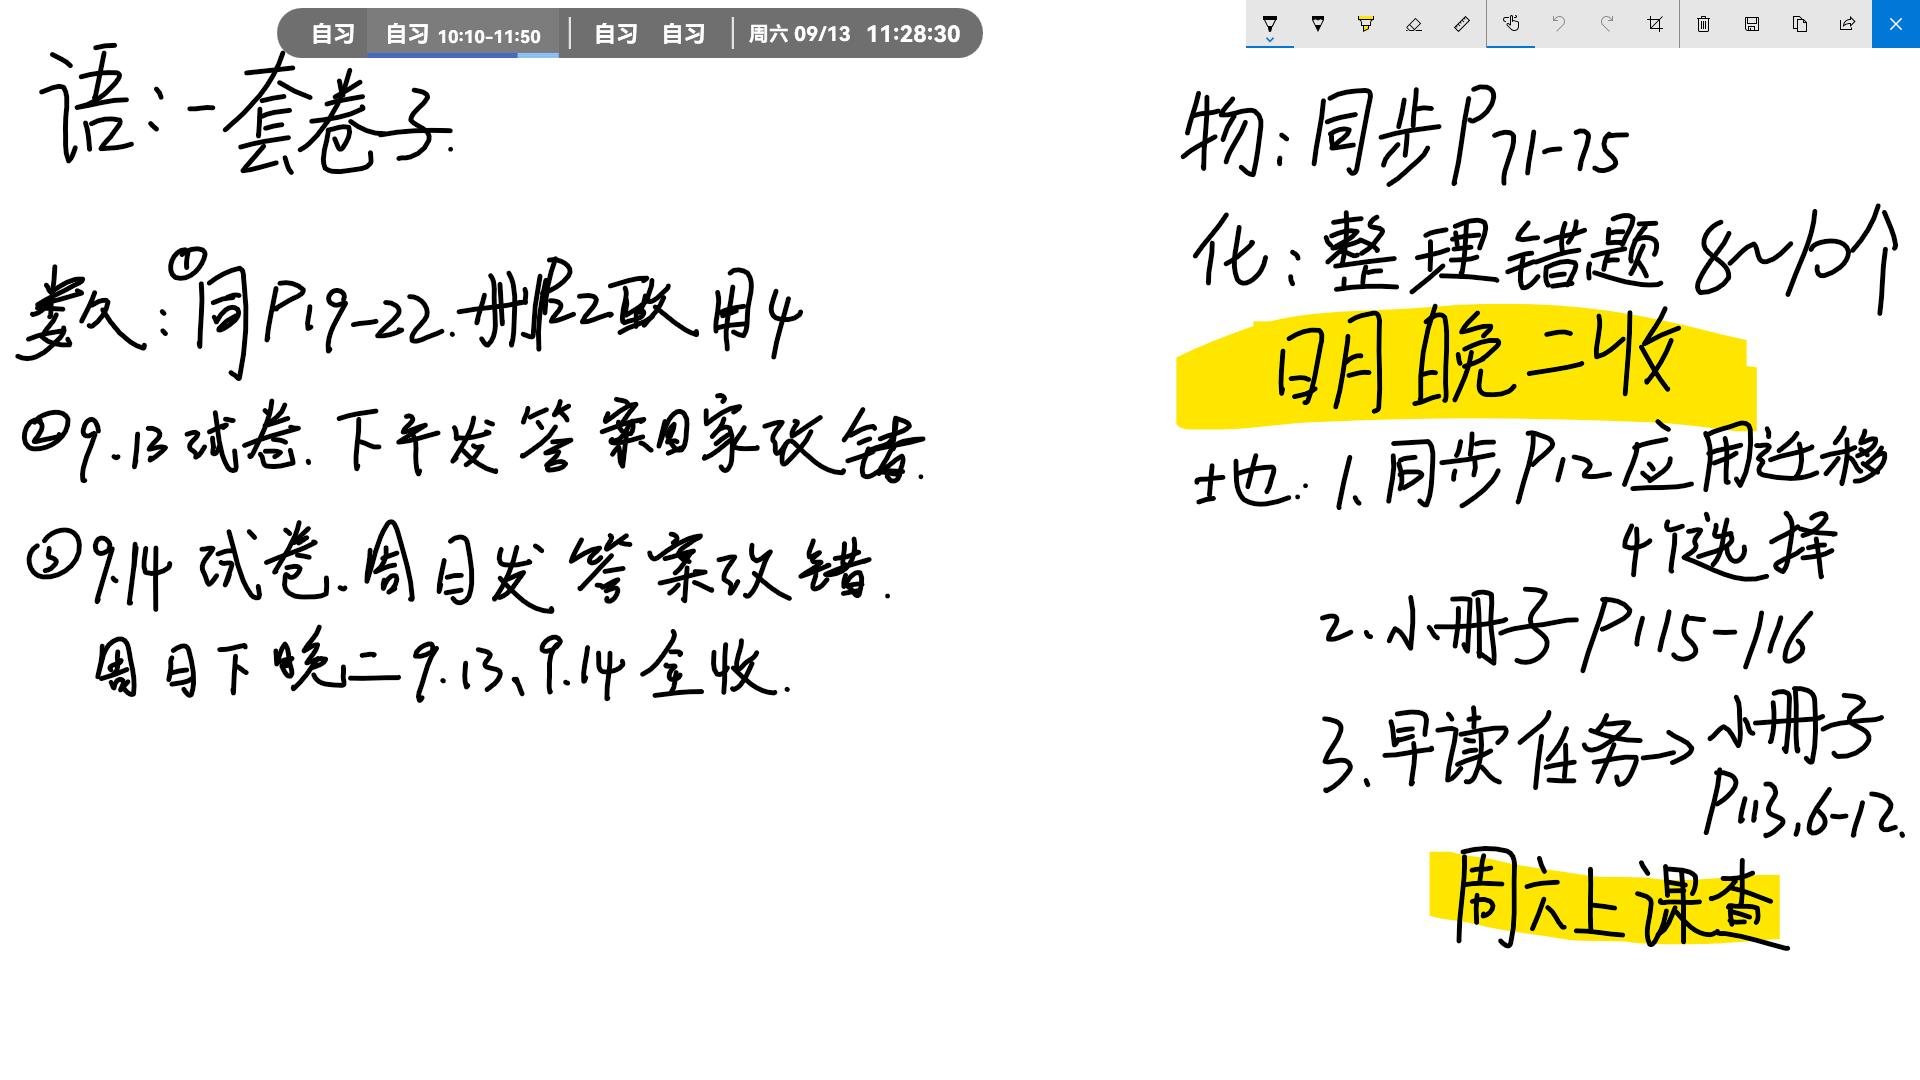 自习 自习 10:10-11:50 自习 自习 周六 09/13 11:28:30
语:一套卷子.
数:①同P19-22.册P22致用4
②9.13试卷.下午发答案回家改错.
③9.14试卷.周日发答案改错.
周日下晚二9.13、9.14全收.
物:同步P71-75
化:整理错题8~10个
明晚二收
地:1.同步P12应用迁移
4个选择
2.小册子P115-116
3.早读任务→小册子
P113,6-12.
周六上课查